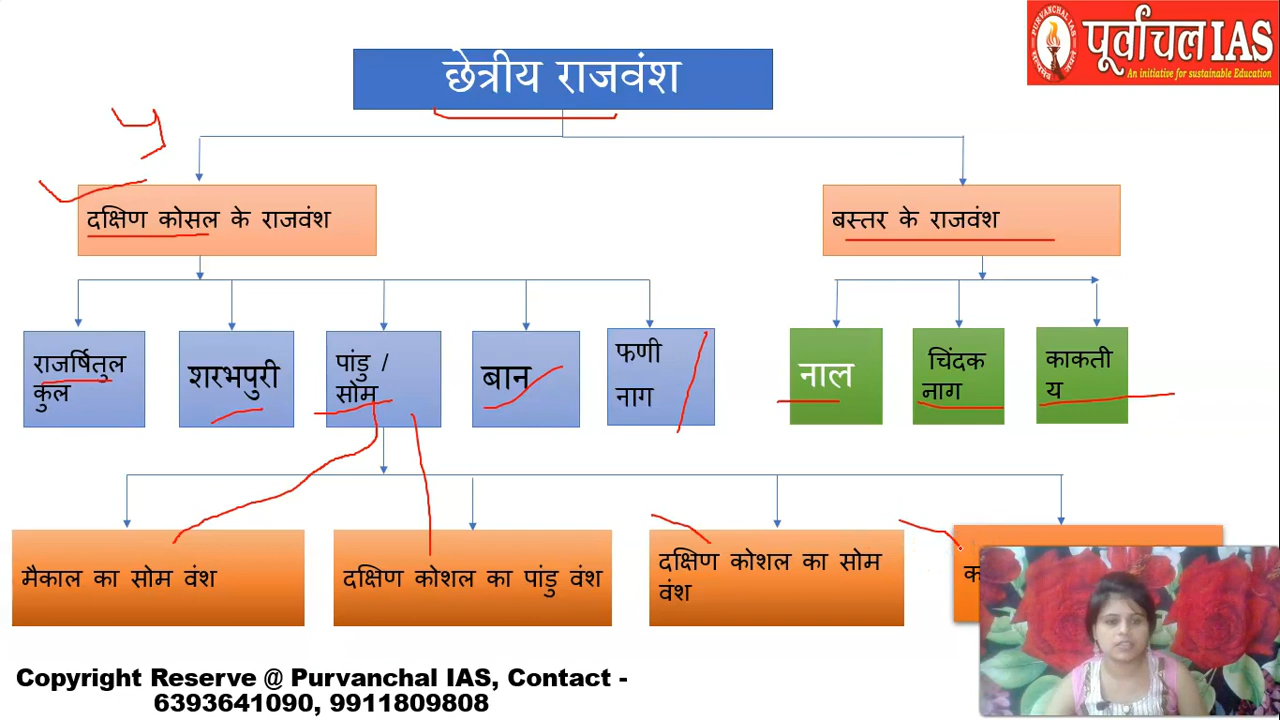 पूर्वाचल IAS
An initiative for sustainable Education
छेत्रीय राजवंश
दक्षिण कोसल के राजवंश
बस्तर के राजवंश
राजर्षितुल
कुल
शरभपुरी
पांडु /
सोम
बान
फणी
नाग
नाल
चिंदक
नाग
काकती
य
मैकाल का सोम वंश
दक्षिण कोशल का पांडु वंश
दक्षिण कोशल का सोम
वंश
Copyright Reserve @ Purvanchal IAS, Contact -
6393641090, 9911809808